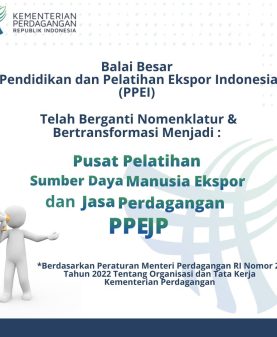 KEMENTERIAN
PERDAGANGAN
REPUBLIK INDONESIA
Balai Besar
Pendidikan dan Pelatihan Ekspor Indonesia
(PPEI)
Telah Berganti Nomenklatur &
Bertransformasi Menjadi :
Pusat Pelatihan
Sumber Daya Manusia Ekspor
dan Jasa Perdagangan
PPEJP
*Berdasarkan Peraturan Menteri Perdagangan RI Nomor 2
Tahun 2022 Tentang Organisasi dan Tata Kerja
Kementerian Perdagangan